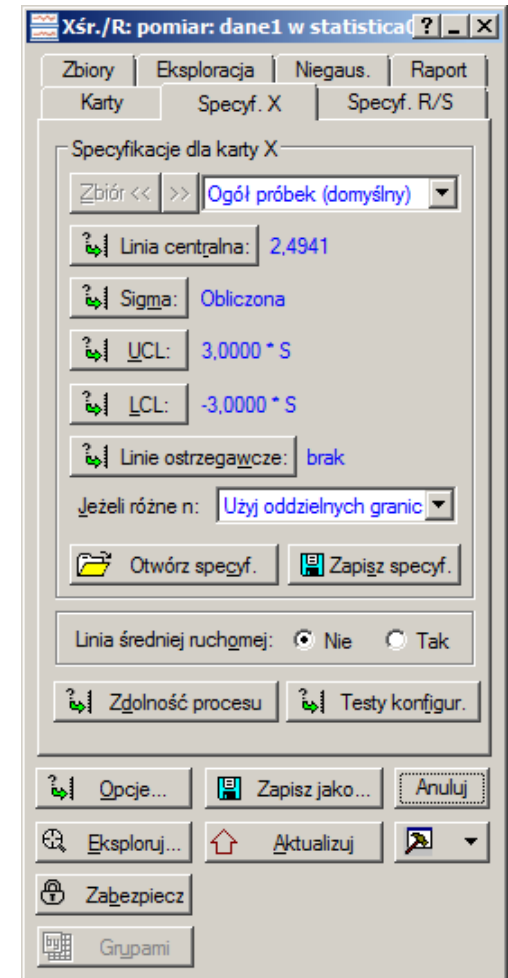 Xśr./R: pomiar: dane1 w statistica
Zbiory Eksploracja Niegaus. Raport
Karty Specyf. X Specyf. R/S
Specyfikacje dla karty X
Zbiór << >> Ogół próbek (domyślny)
Linia centralna: 2,4941
Sigma: Obliczona
UCL: 3,0000 * S
LCL: -3,0000 * S
Linie ostrzegawcze: brak
Jeżeli różne n: Użyj oddzielnych granic
Otwórz specyf. Zapisz specyf.
Linia średniej ruchomej: Nie Tak
Zdolność procesu Testy konfigur.
Opcje... Zapisz jako... Anuluj
Eksploruj... Aktualizuj
Zabezpiecz
Grupami